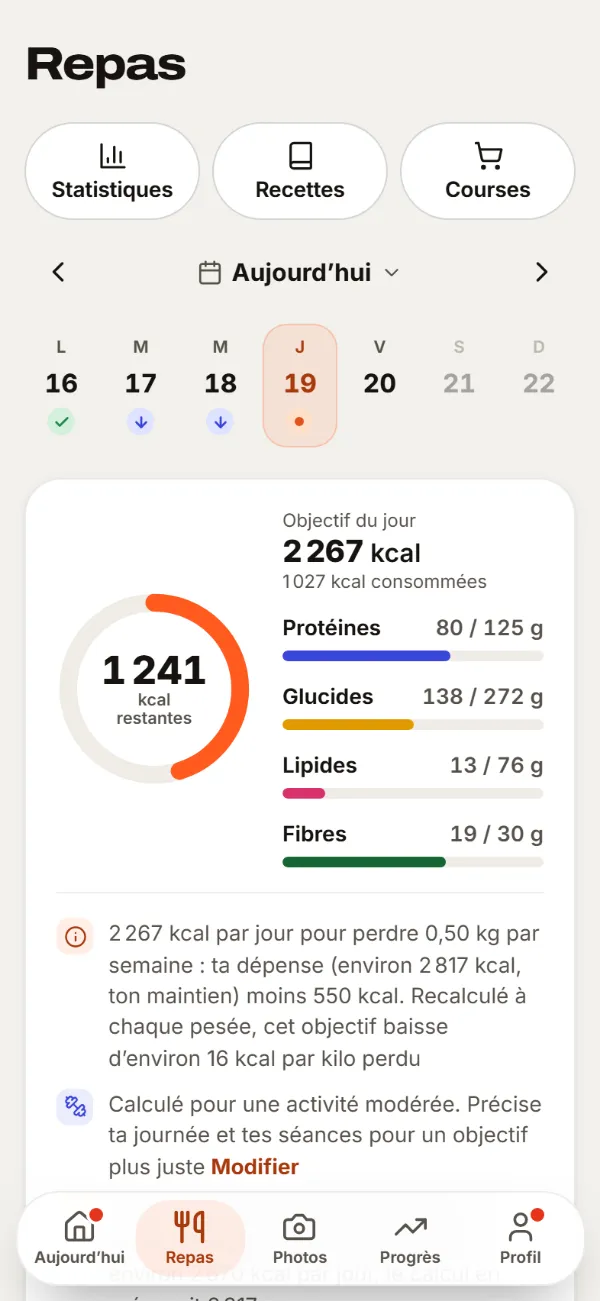 Repas
Statistiques
Recettes
Courses
Aujourd’hui
L M M J V S D
16 17 18 19 20 21 22
Objectif du jour
2 267 kcal
1 027 kcal consommées
1 241
kcal
restantes
Protéines 80 / 125 g
Glucides 138 / 272 g
Lipides 13 / 76 g
Fibres 19 / 30 g
2 267 kcal par jour pour perdre 0,50 kg par
semaine : ta dépense (environ 2 817 kcal,
ton maintien) moins 550 kcal. Recalculé à
chaque pesée, cet objectif baisse
d’environ 16 kcal par kilo perdu
Calculé pour une activité modérée. Précise
ta journée et tes séances pour un objectif
plus juste Modifier
Aujourd’hui
Repas
Photos
Progrès
Profil